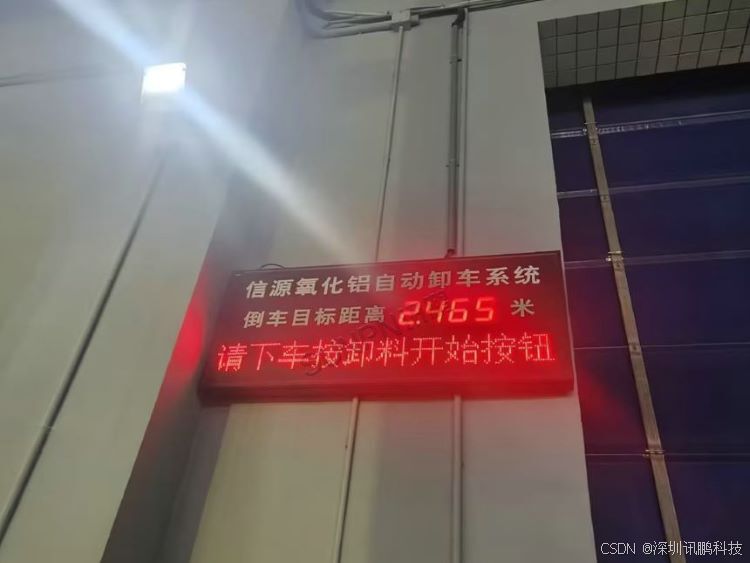 信源氧化铝自动卸车系统
倒车目标距离 2.465 米
请下车按卸料开始按钮
CSDN @深圳讯鹏科技